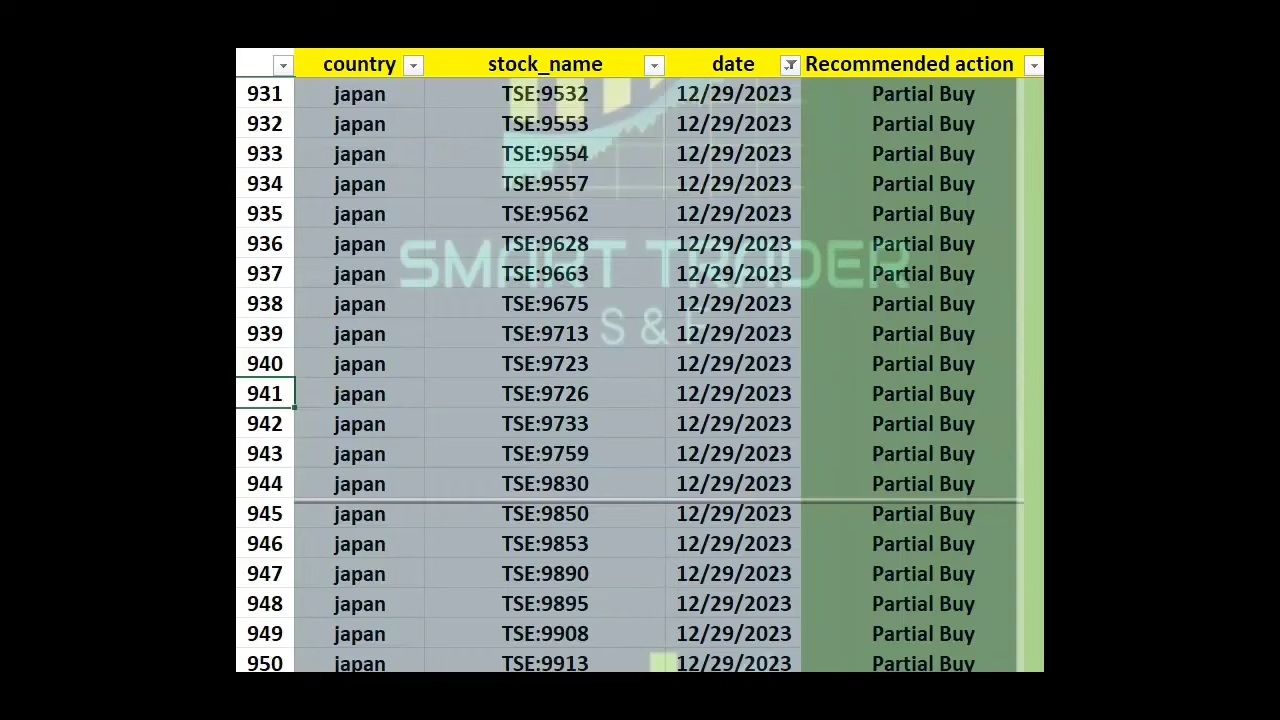 country stock_name date Recommended action
931 japan TSE:9532 12/29/2023 Partial Buy
932 japan TSE:9553 12/29/2023 Partial Buy
933 japan TSE:9554 12/29/2023 Partial Buy
934 japan TSE:9557 12/29/2023 Partial Buy
935 japan TSE:9562 12/29/2023 Partial Buy
936 japan TSE:9628 12/29/2023 Partial Buy
SMART TRADER
937 japan TSE:9663 12/29/2023 Partial Buy
938 japan TSE:9675 12/29/2023 Partial Buy
S &
939 japan TSE:9713 12/29/2023 Partial Buy
940 japan TSE:9723 12/29/2023 Partial Buy
941 japan TSE:9726 12/29/2023 Partial Buy
942 japan TSE:9733 12/29/2023 Partial Buy
943 japan TSE:9759 12/29/2023 Partial Buy
944 japan TSE:9830 12/29/2023 Partial Buy
945 japan TSE:9850 12/29/2023 Partial Buy
946 japan TSE:9853 12/29/2023 Partial Buy
947 japan TSE:9890 12/29/2023 Partial Buy
948 japan TSE:9895 12/29/2023 Partial Buy
949 japan TSE:9908 12/29/2023 Partial Buy
950 japan TSE:9913 12/29/2023 Partial Buy